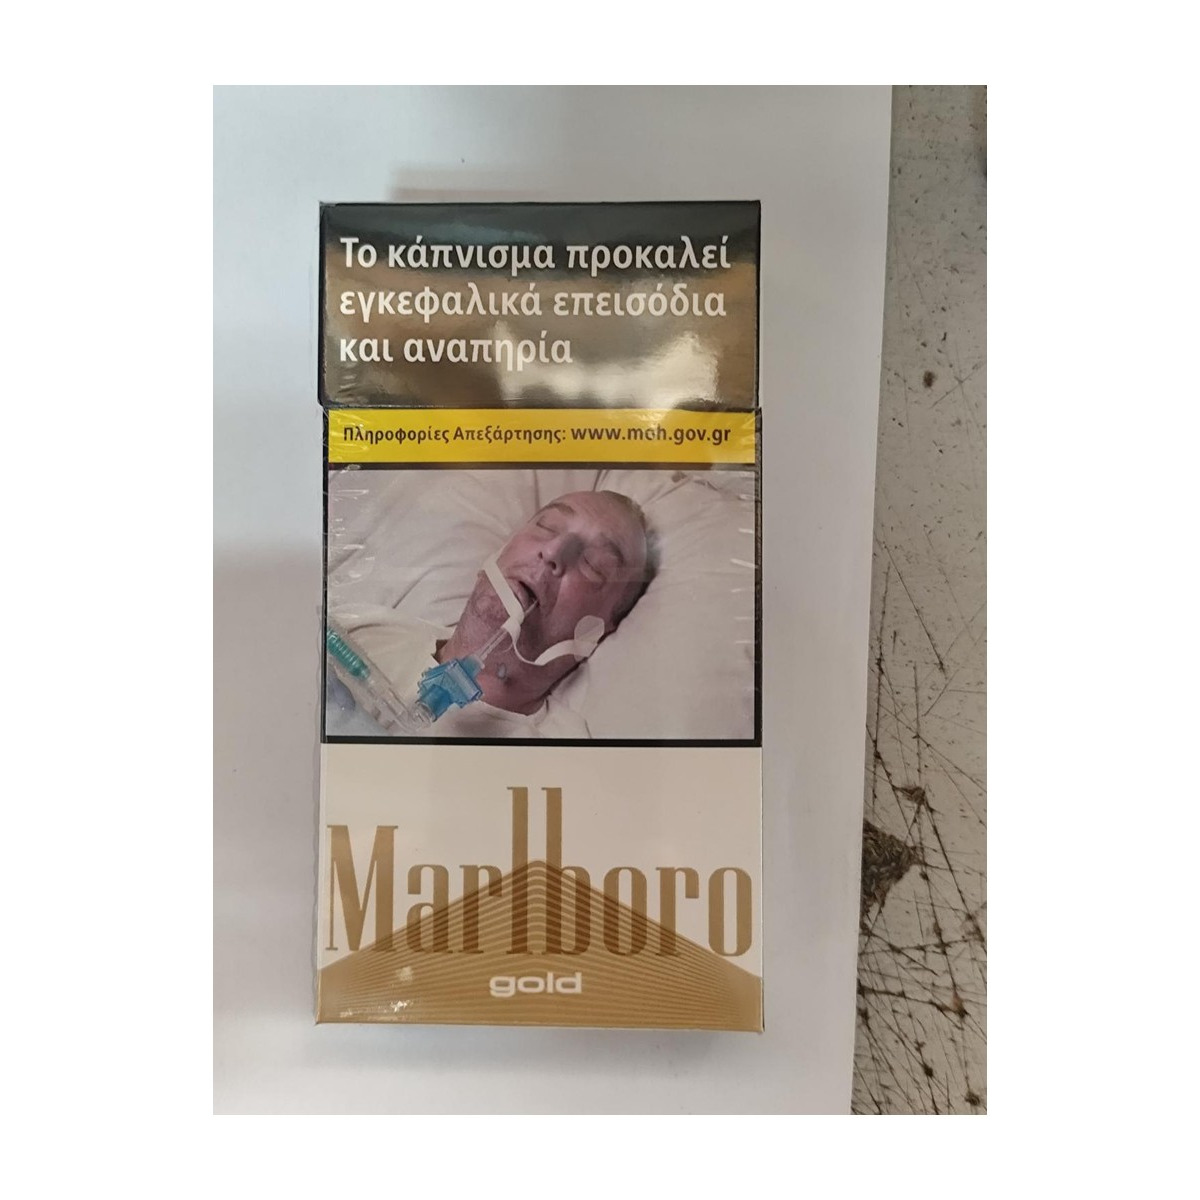 Το κάπνισμα προκαλεί
εγκεφαλικά επεισόδια
και αναπηρία
Πληροφορίες Απεξάρτησης: www.moh.gov.gr
Marlboro
gold